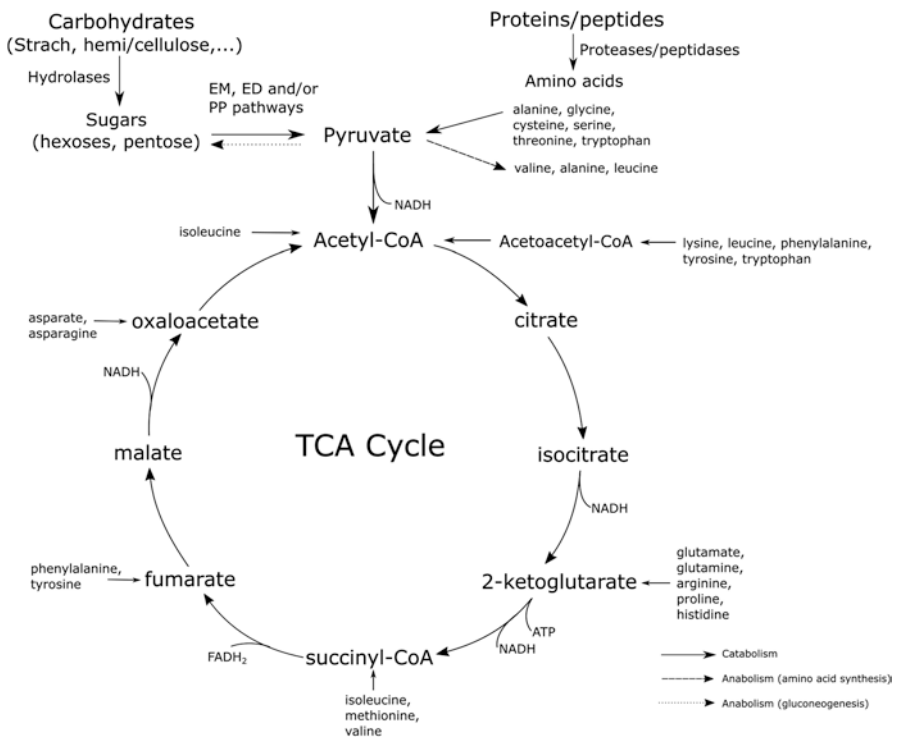 Carbohydrates
(Strach, hemi/cellulose,...)
Hydrolases
Sugars
(hexoses, pentose)
EM, ED and/or
PP pathways
Proteins/peptides
Proteases/peptidases
Amino acids
alanine, glycine,
cysteine, serine,
threonine, tryptophan
Pyruvate
valine, alanine, leucine
NADH
isoleucine
Acetyl-CoA
Acetoacetyl-CoA
lysine, leucine, phenylalanine,
tyrosine, tryptophan
asparate,
asparagine
oxaloacetate
citrate
NADH
TCA Cycle
malate
isocitrate
NADH
phenylalanine,
tyrosine
fumarate
2-ketoglutarate
glutamate,
glutamine,
arginine,
proline,
histidine
ATP
NADH
FADH₂
succinyl-CoA
isoleucine,
methionine,
valine
Catabolism
Anabolism (amino acid synthesis)
Anabolism (gluconeogenesis)